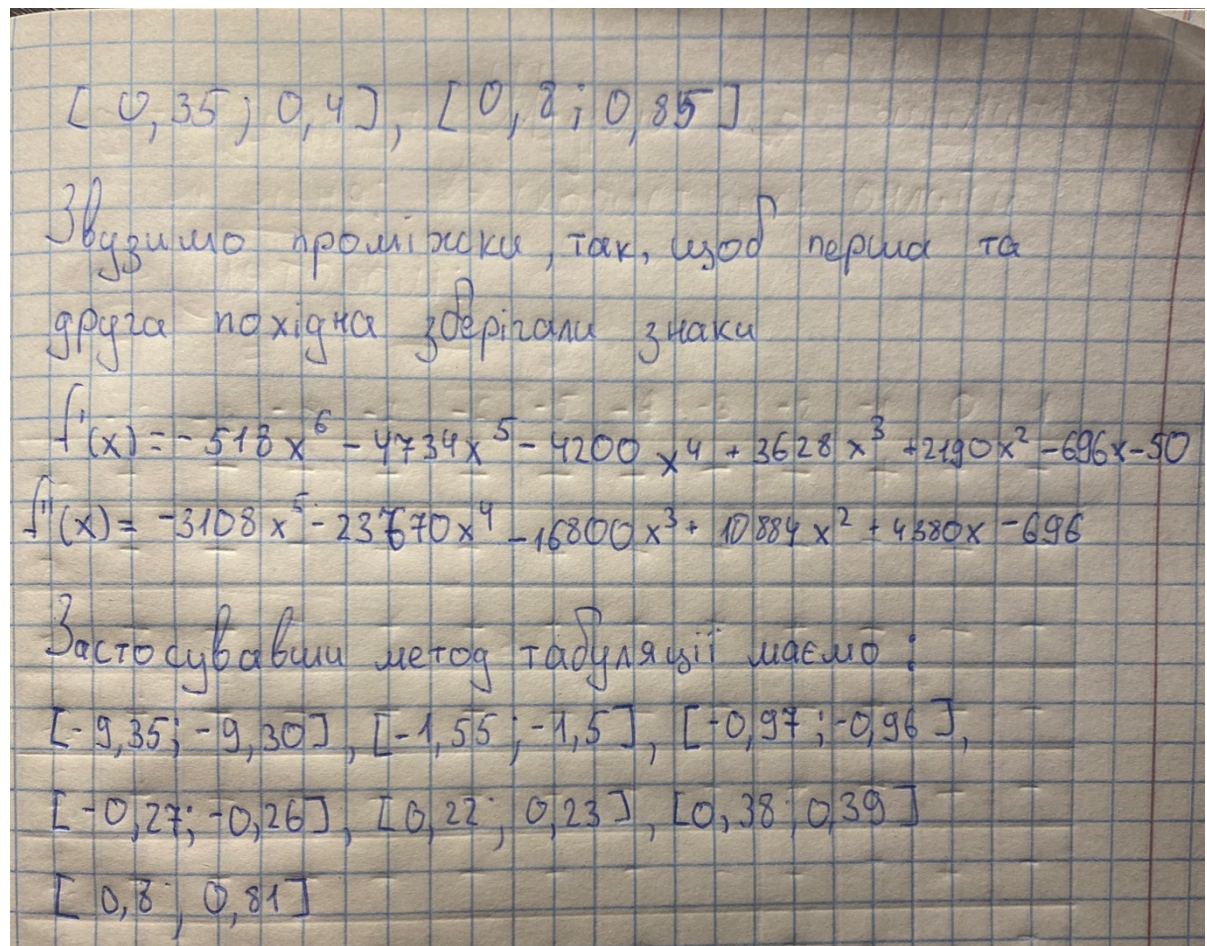 [ 0,35 ; 0,4 ] , [ 0,8 ; 0,85 ]
Звузимо проміжки, так, щоб перша та
друга похідна зберігали знаки
f'(x) = - 518x⁶ - 4734x⁵ - 4200x⁴ + 3628x³ + 2190x² - 696x - 50
f''(x) = -3108x⁵ - 23670x⁴ - 16800x³ + 10884x² + 4380x - 696
Застосувавши метод табуляції маємо :
[-9,35; -9,30] , [-1,55 ; -1,5] , [-0,97 ; -0,96] ,
[-0,27; -0,26] , [0,22 ; 0,23] , [0,38 ; 0,39]
[ 0,8 ; 0,81 ]